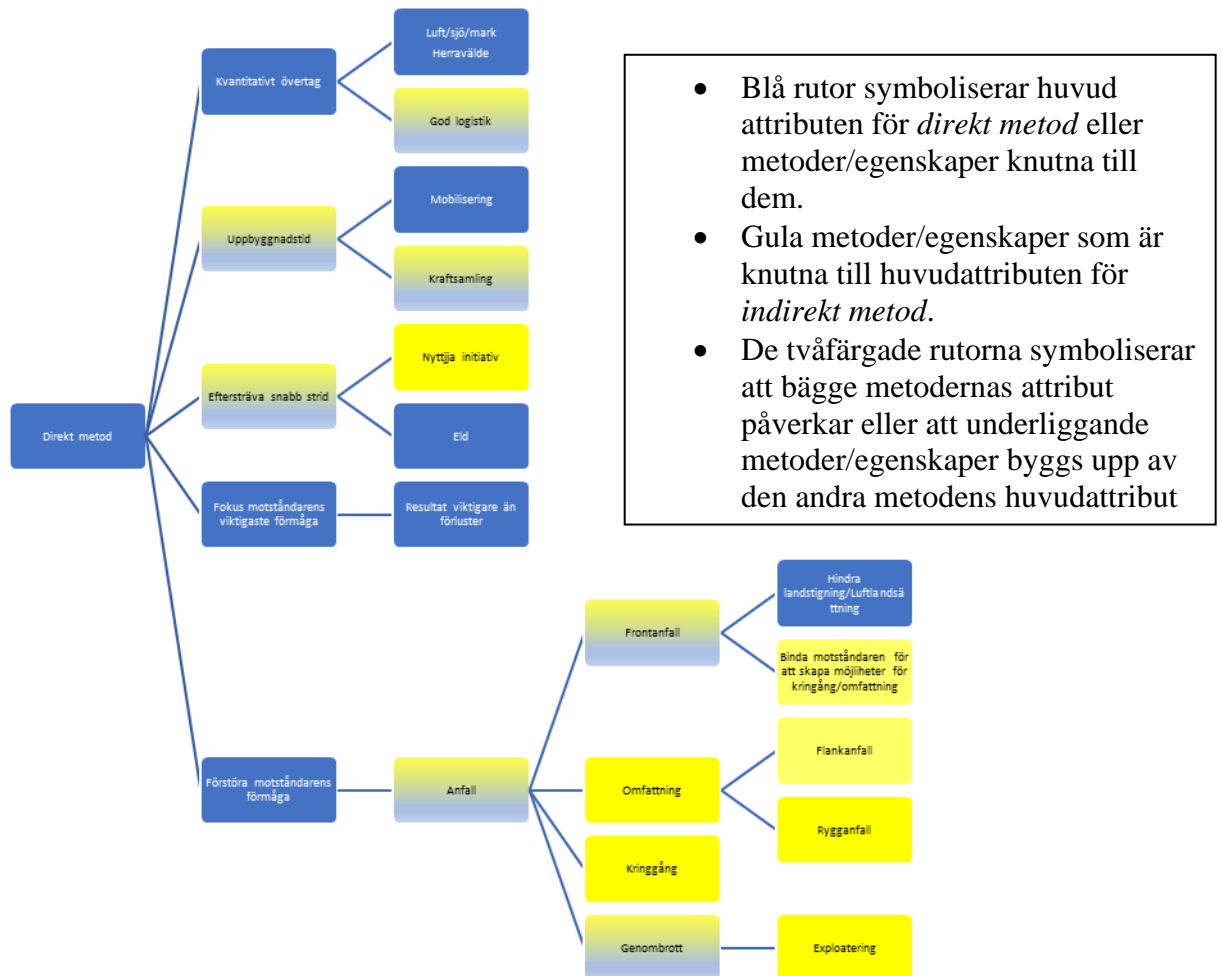 Luft/sjö/mark
Herravälde
Kvantitativt övertag
God logistik
Mobilisering
Uppbyggnadstid
Kraftsamling
Nyttjja initiativ
Eftersträva snabb strid
Eld
Direkt metod
Fokus motståndarens
viktigaste förmåga
Resultat viktigare än
förluster
• Blå rutor symboliserar huvud
attributen för direkt metod eller
metoder/egenskaper knutna till
dem.
• Gula metoder/egenskaper som är
knutna till huvudattributen för
indirekt metod.
• De tvåfärgade rutorna symboliserar
att bägge metodernas attribut
påverkar eller att underliggande
metoder/egenskaper byggs upp av
den andra metodens huvudattribut
Hindra
landstigning/Luftlandsä
ttning
Frontanfall
Binda motståndaren för
att skapa möjliheter för
kringång/omfattning
Flankanfall
Förstöra motståndarens
förmåga
Anfall
Omfattning
Rygganfall
Kringgång
Genombrott
Exploatering